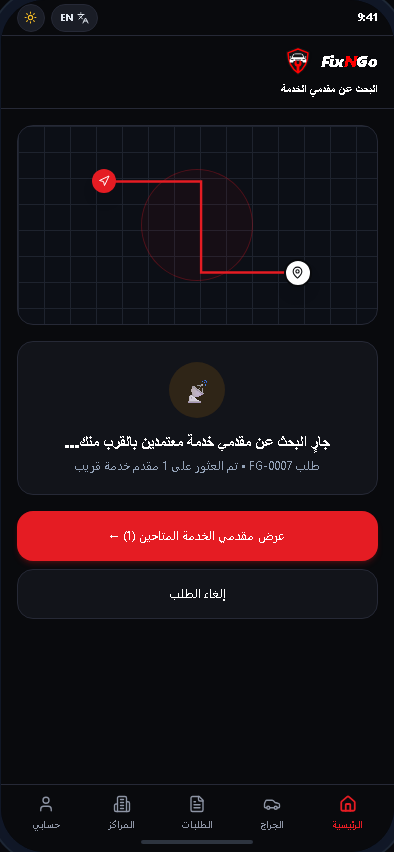 9:41
EN
FixNGo
البحث عن مقدمي الخدمة
جارٍ البحث عن مقدمي خدمة معتمدين بالقرب منك...
طلب FG-0007 • تم العثور على 1 مقدم خدمة قريب
عرض مقدمي الخدمة المتاحين (1) ←
إلغاء الطلب
الرئيسية
الجراج
الطلبات
المراكز
حسابي